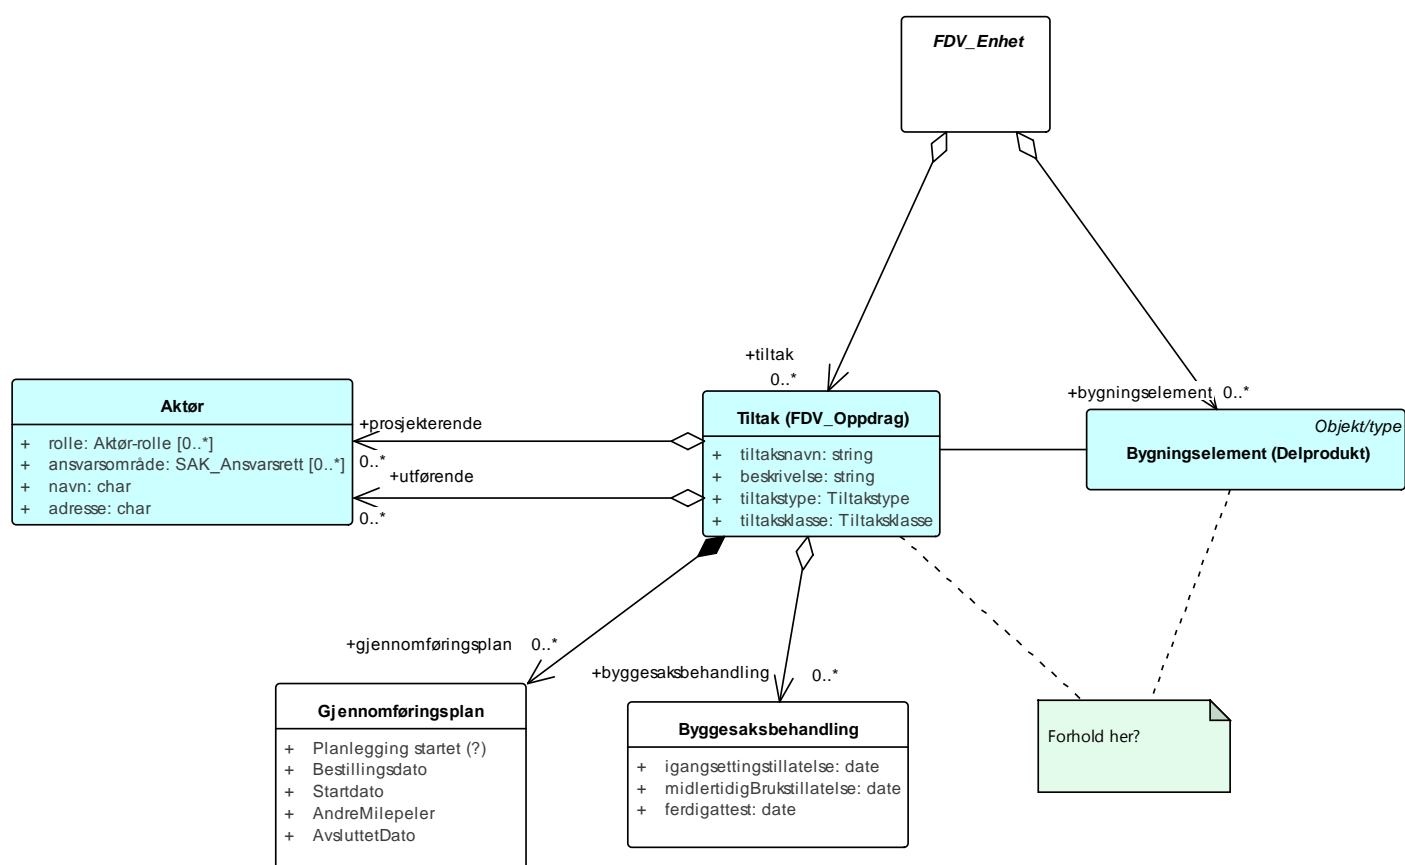 FDV_Enhet
+tiltak
0..*
+bygningselement 0..*
Aktør
+ rolle: Aktør-rolle [0..*]
+ ansvarsområde: SAK_Ansvarsrett [0..*]
+ navn: char
+ adresse: char
+prosjekterende
0..*
+utførende
0..*
Tiltak (FDV_Oppdrag)
+ tiltaksnavn: string
+ beskrivelse: string
+ tiltakstype: Tiltakstype
+ tiltaksklasse: Tiltaksklasse
Objekt/type
Bygningselement (Delprodukt)
+gjennomføringsplan 0..*
+byggesaksbehandling 0..*
Gjennomføringsplan
+ Planlegging startet (?)
+ Bestillingsdato
+ Startdato
+ AndreMilepeler
+ AvsluttetDato
Byggesaksbehandling
+ igangsettingstillatelse: date
+ midlertidigBrukstillatelse: date
+ ferdigattest: date
Forhold her?